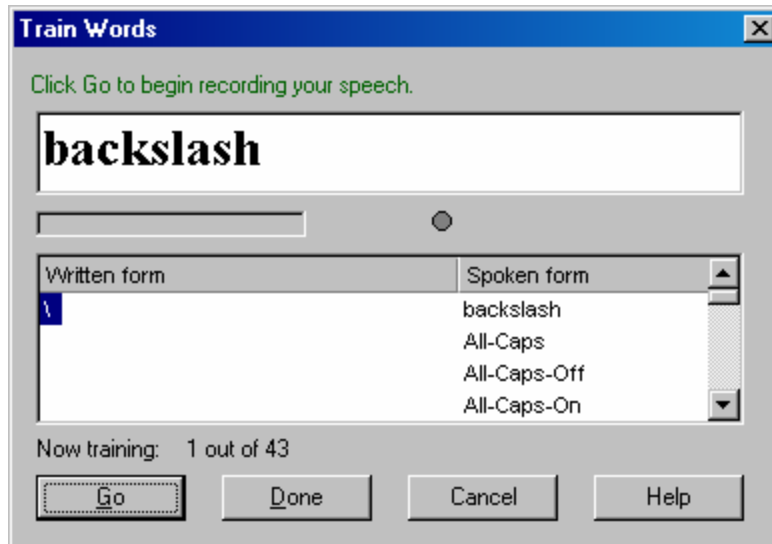 Train Words
Click Go to begin recording your speech.
backslash
Written form Spoken form
\ backslash
All-Caps
All-Caps-Off
All-Caps-On
Now training: 1 out of 43
Go Done Cancel Help